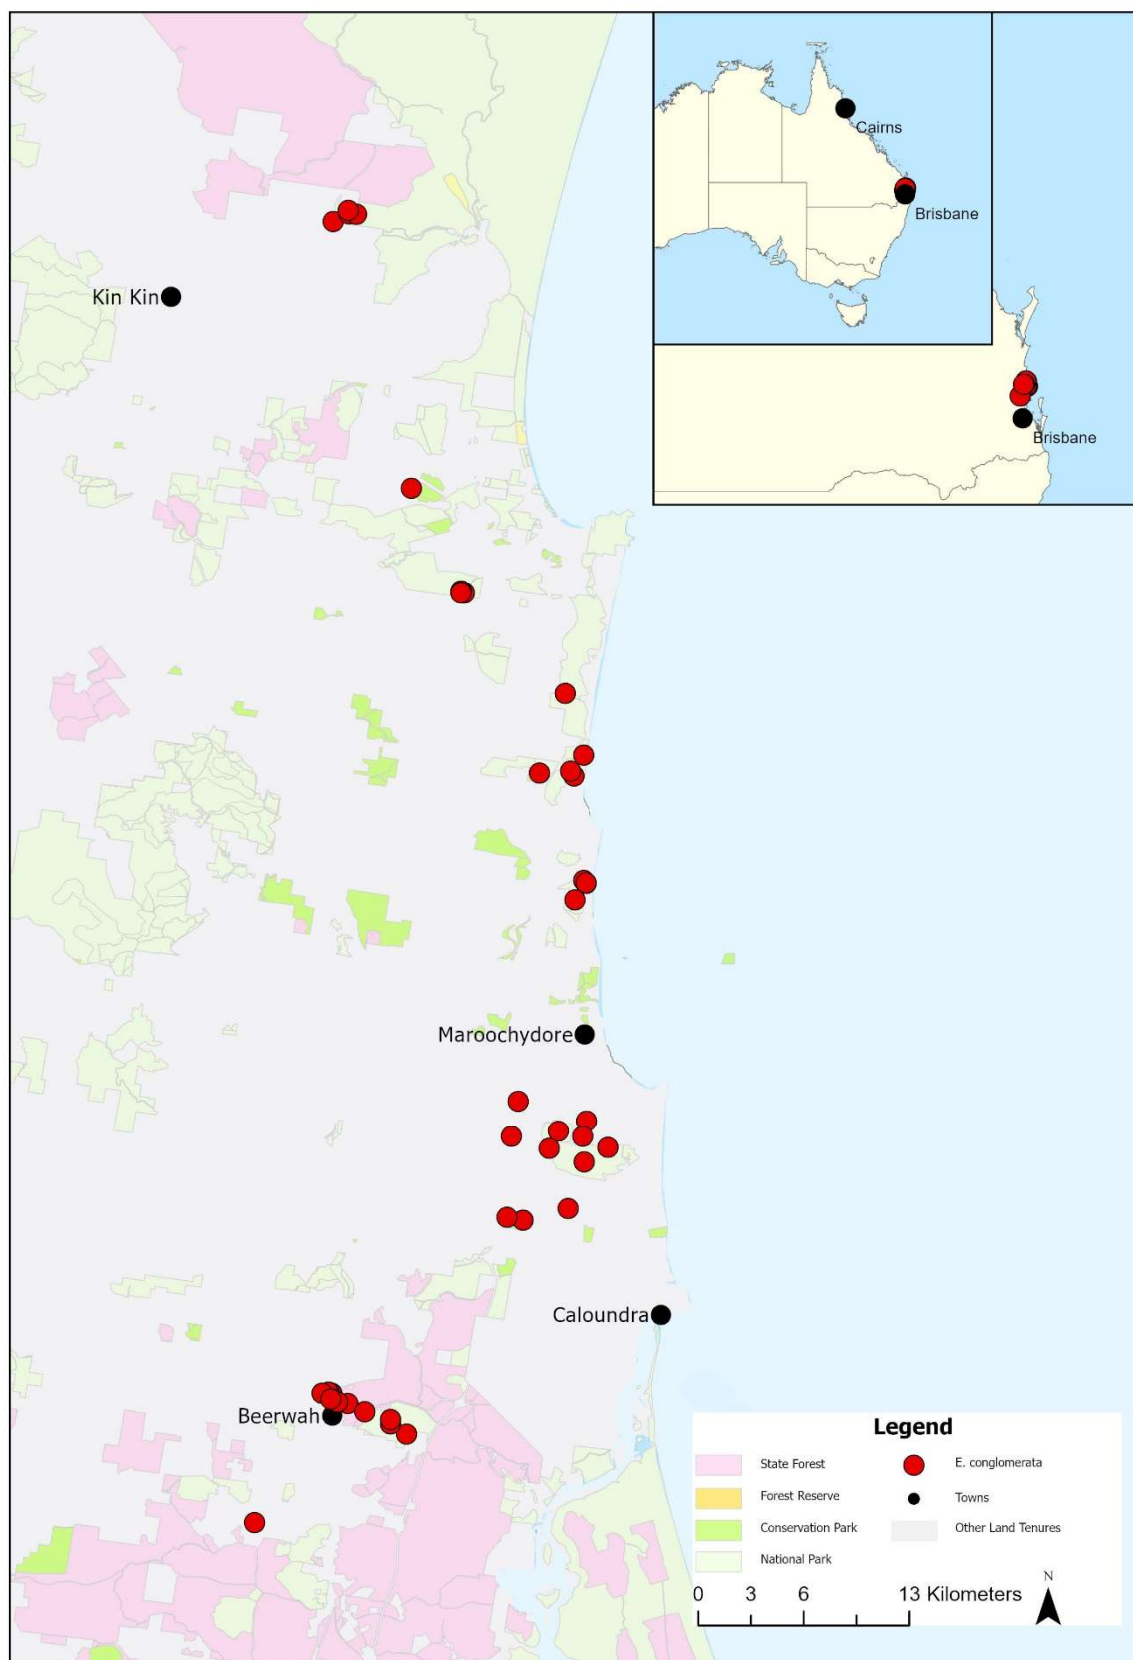 Cairns
Brisbane
Kin Kin
Brisbane
Maroochydore
Caloundra
Beerwah
Legend
State Forest
E. conglomerata
Forest Reserve
Towns
Conservation Park
Other Land Tenures
National Park
N
0 3 6 13 Kilometers